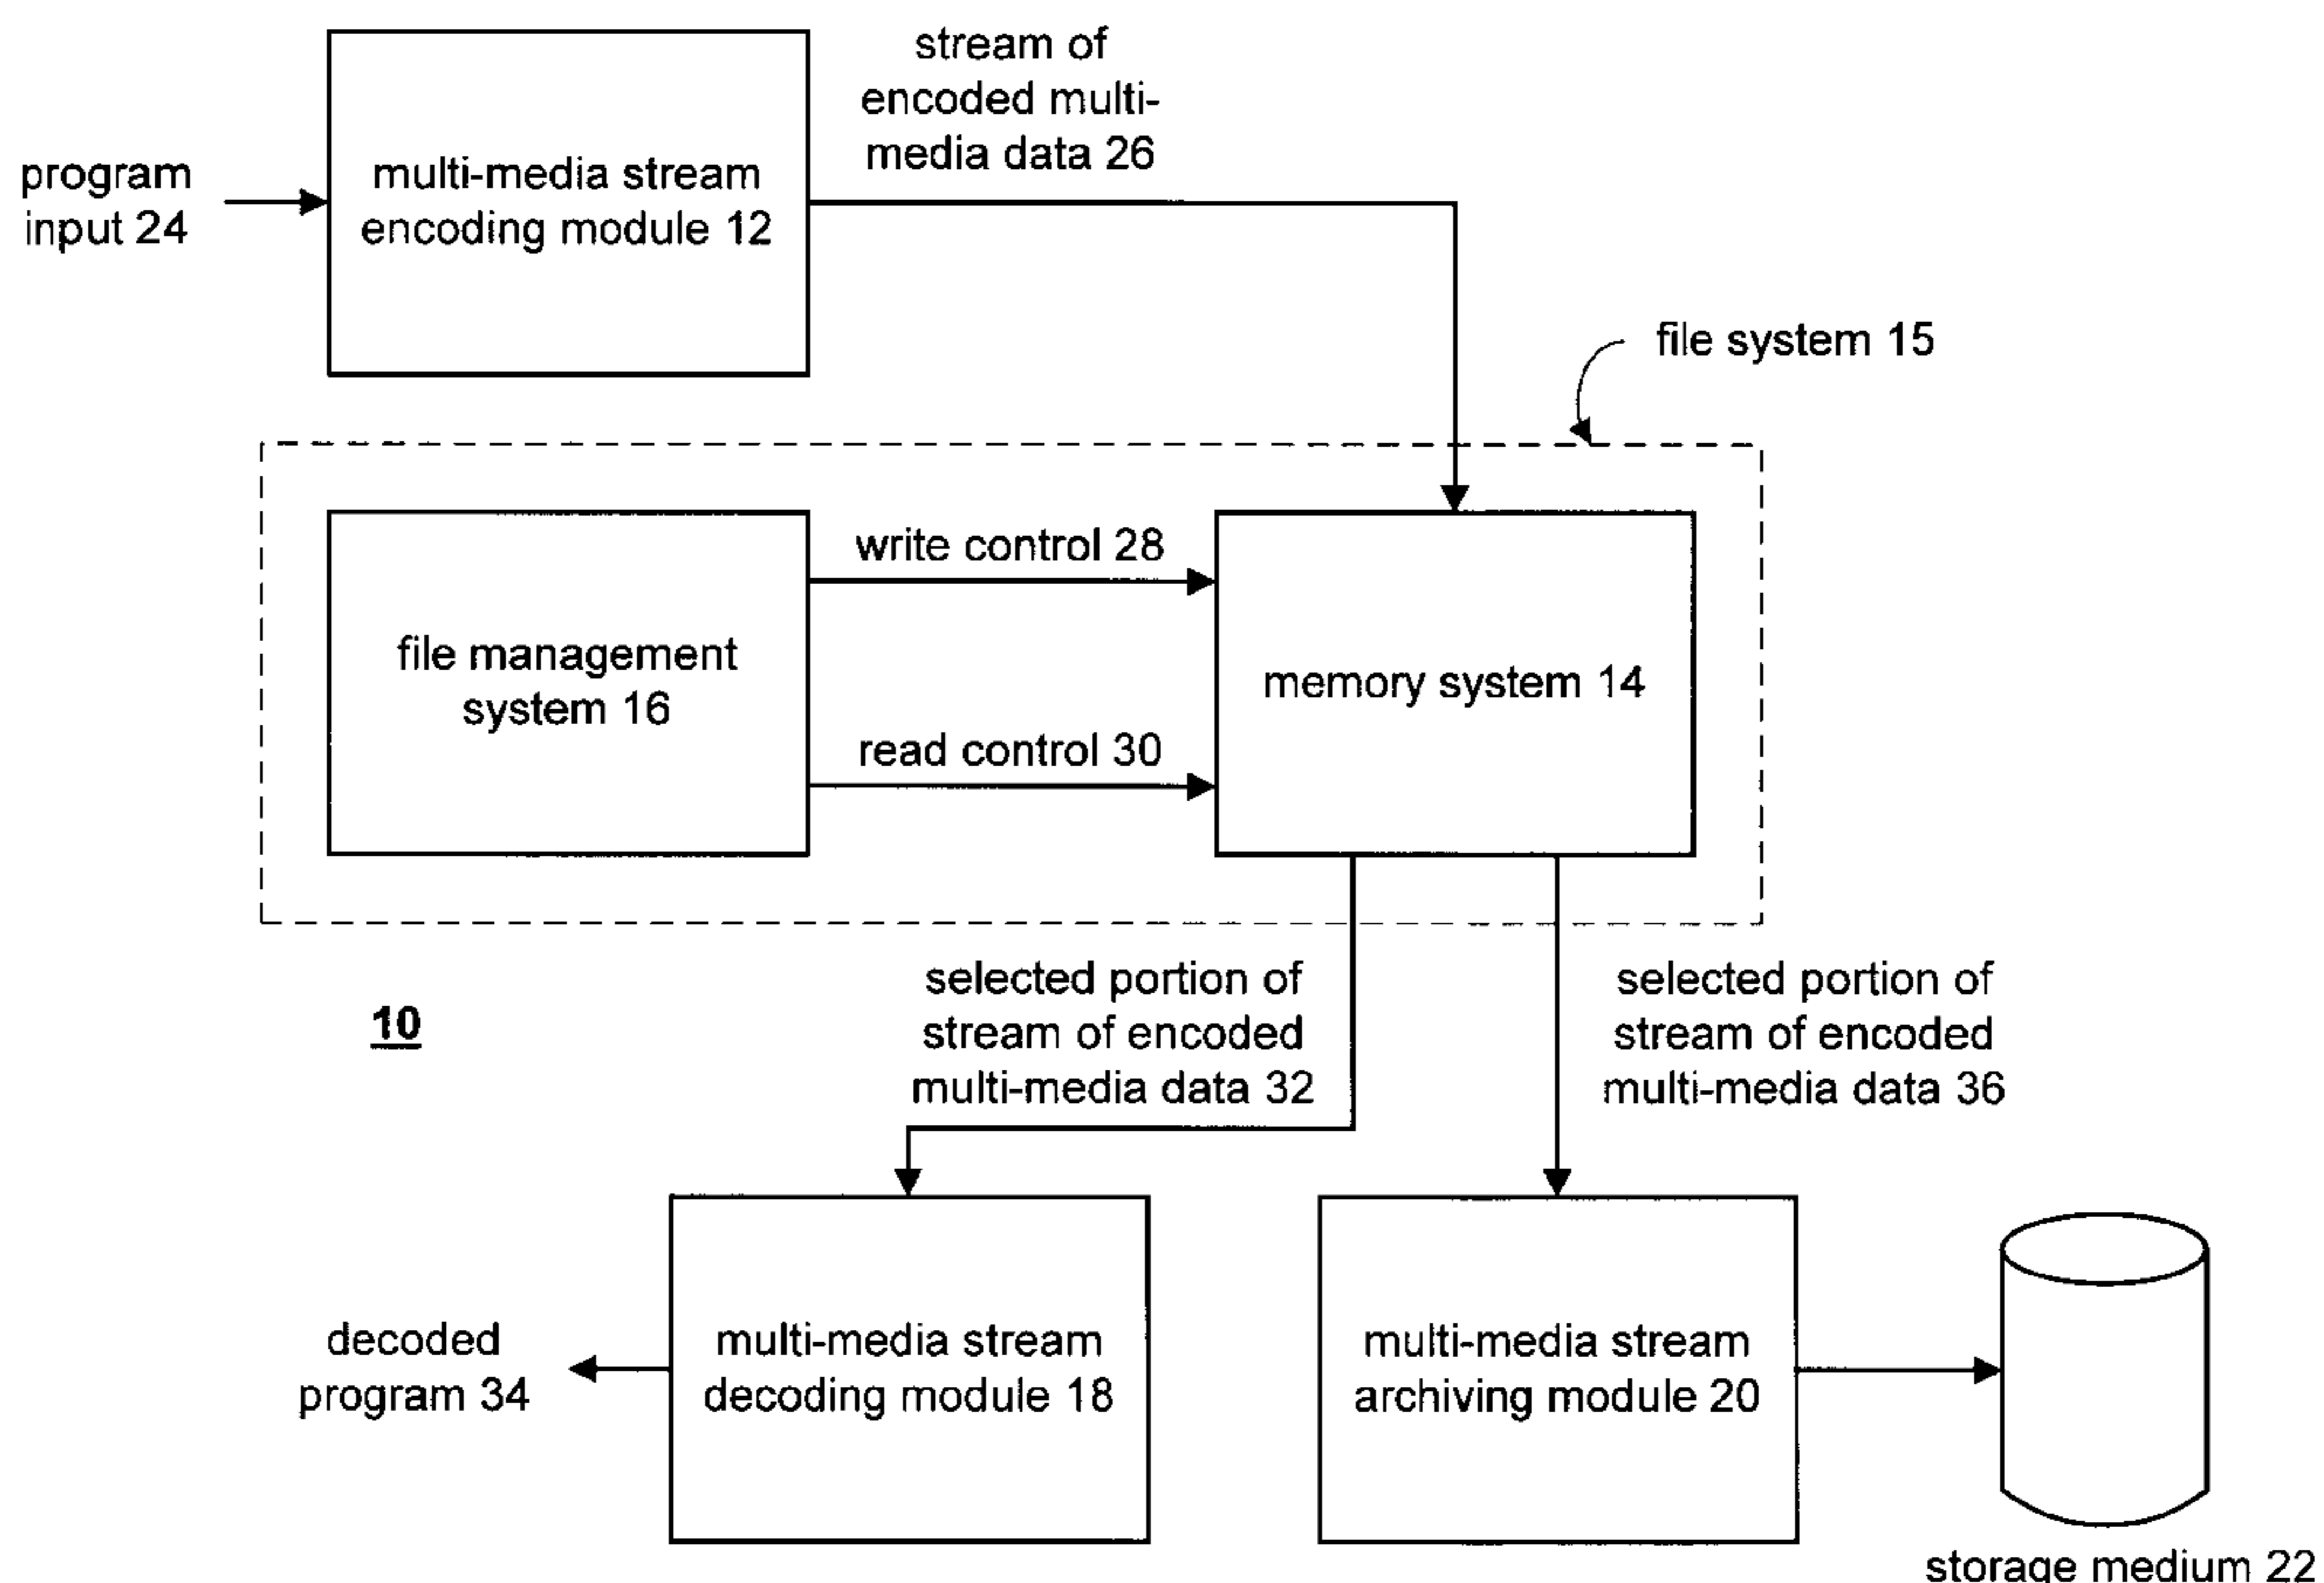 stream of
encoded multi-
media data 26
program
input 24
multi-media stream
encoding module 12
file system 15
write control 28
file management
system 16
memory system 14
read control 30
selected portion of
stream of encoded
multi-media data 32
selected portion of
stream of encoded
multi-media data 36
10
decoded
program 34
multi-media stream
decoding module 18
multi-media stream
archiving module 20
storage medium 22